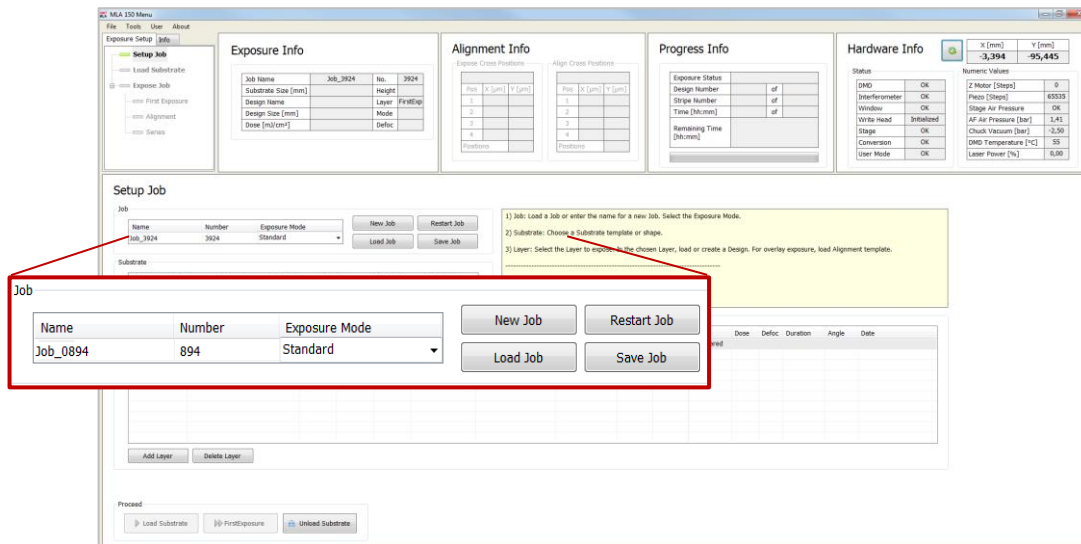 MLA 150 Menu
File Tools User About
Exposure Setup Info
Setup Job
Load Substrate
Expose Job
First Exposure
Alignment
Series
Exposure Info
Job Name Job_3924 No. 3924
Substrate Size [mm] Height
Design Name Layer FirstExp
Design Size [mm] Mode
Dose [mJ/cm²] Defoc
Alignment Info
Expose Cross Positions
Pos X [µm] Y [µm]
1
2
3
4
Positions
Align Cross Positions
Pos X [µm] Y [µm]
1
2
3
4
Positions
Progress Info
Exposure Status
Design Number of
Stripe Number of
Time [hh:mm] of
Remaining Time
[hh:mm]
Hardware Info
X [mm] Y [mm]
-3,394 -95,445
Status
DMD OK
Interferometer OK
Window OK
Write Head Initialized
Stage OK
Conversion OK
User Mode OK
Numeric Values
Z Motor [Steps] 0
Piezo [Steps] 65535
Stage Air Pressure OK
AF Air Pressure [bar] 1,41
Chuck Vacuum [bar] -2,50
DMD Temperature [°C] 55
Laser Power [%] 0,00
Setup Job
Job
Name Number Exposure Mode
Job_3924 3924 Standard
New Job Restart Job
Load Job Save Job
1) Job: Load a Job or enter the name for a new Job. Select the Exposure Mode.
2) Substrate: Choose a Substrate template or shape.
3) Layer: Select the Layer to expose. In the chosen Layer, load or create a Design. For overlay exposure, load Alignment template.
Substrate
Job
Name Number Exposure Mode
Job_0894 894 Standard
New Job Restart Job
Load Job Save Job
Dose Defoc Duration Angle Date
Add Layer Delete Layer
Proceed
Load Substrate FirstExposure Unload Substrate